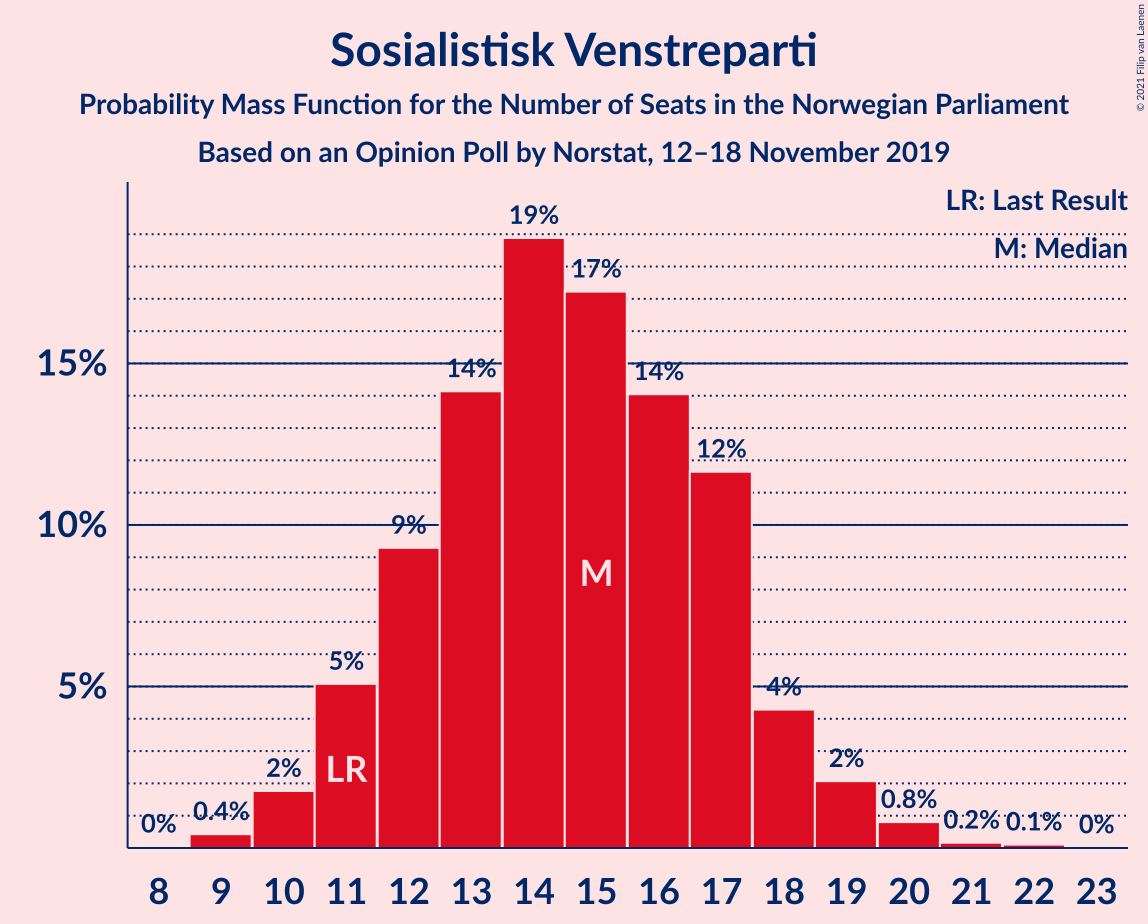 Sosialistisk Venstreparti
Probability Mass Function for the Number of Seats in the Norwegian Parliament
Based on an Opinion Poll by Norstat, 12–18 November 2019
© 2021 Filip van Laenen
LR: Last Result
M: Median
15%
10%
5%
0%
0.4%
2%
5%
9%
14%
19%
17%
14%
12%
4%
2%
0.8%
0.2%
0.1%
0%
LR
M
8 9 10 11 12 13 14 15 16 17 18 19 20 21 22 23